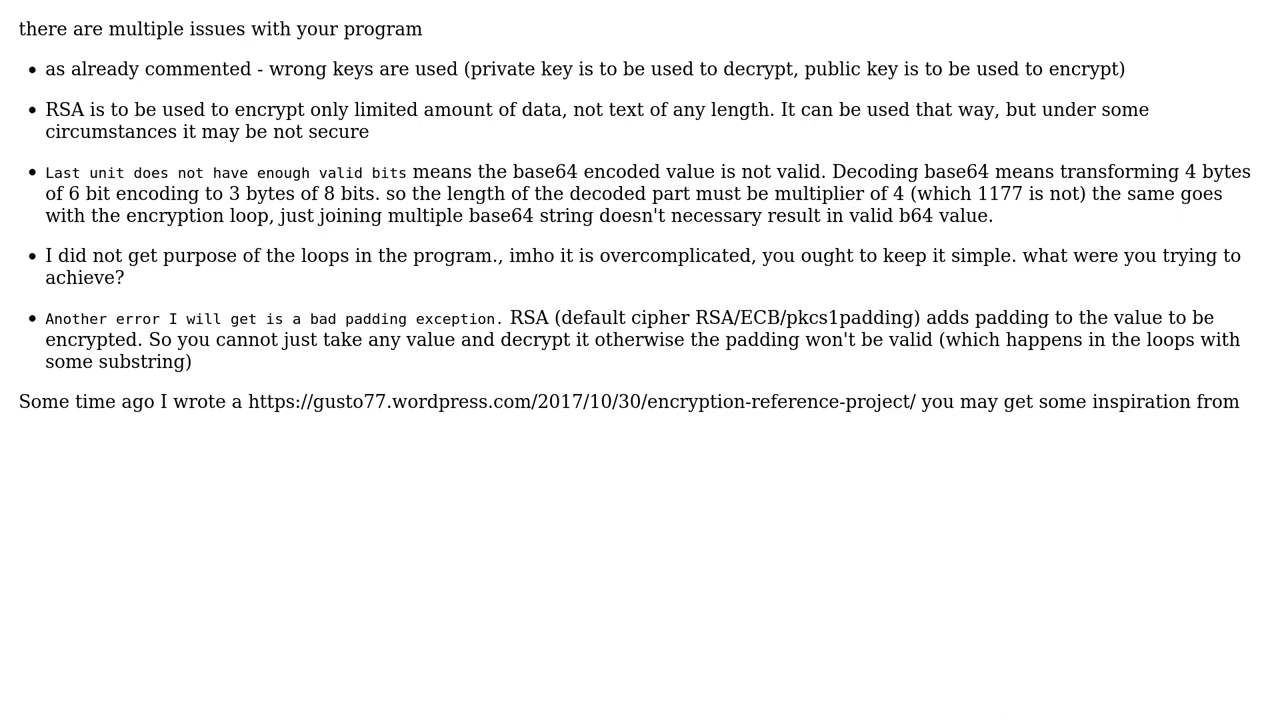 there are multiple issues with your program
as already commented - wrong keys are used (private key is to be used to decrypt, public key is to be used to encrypt)
RSA is to be used to encrypt only limited amount of data, not text of any length. It can be used that way, but under some
circumstances it may be not secure
Last unit does not have enough valid bits means the base64 encoded value is not valid. Decoding base64 means transforming 4 bytes
of 6 bit encoding to 3 bytes of 8 bits. so the length of the decoded part must be multiplier of 4 (which 1177 is not) the same goes
with the encryption loop, just joining multiple base64 string doesn't necessary result in valid b64 value.
I did not get purpose of the loops in the program., imho it is overcomplicated, you ought to keep it simple. what were you trying to
achieve?
Another error I will get is a bad padding exception. RSA (default cipher RSA/ECB/pkcs1padding) adds padding to the value to be
encrypted. So you cannot just take any value and decrypt it otherwise the padding won't be valid (which happens in the loops with
some substring)
Some time ago I wrote a https://gusto77.wordpress.com/2017/10/30/encryption-reference-project/ you may get some inspiration from